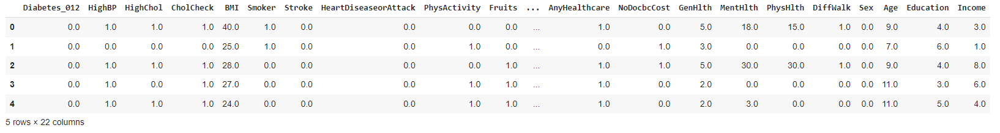 Diabetes_012 HighBP HighChol CholCheck BMI Smoker Stroke HeartDiseaseorAttack PhysActivity Fruits ... AnyHealthcare NoDocbcCost GenHlth MentHlth PhysHlth DiffWalk Sex Age Education Income
0 0.0 1.0 1.0 1.0 40.0 1.0 0.0 0.0 0.0 0.0 ... 1.0 0.0 5.0 18.0 15.0 1.0 0.0 9.0 4.0 3.0
1 0.0 0.0 0.0 0.0 25.0 1.0 0.0 0.0 1.0 0.0 ... 0.0 1.0 3.0 0.0 0.0 0.0 0.0 7.0 6.0 1.0
2 0.0 1.0 1.0 1.0 28.0 0.0 0.0 0.0 0.0 1.0 ... 1.0 1.0 5.0 30.0 30.0 1.0 0.0 9.0 4.0 8.0
3 0.0 1.0 0.0 1.0 27.0 0.0 0.0 0.0 1.0 1.0 ... 1.0 0.0 2.0 0.0 0.0 0.0 0.0 11.0 3.0 6.0
4 0.0 1.0 1.0 1.0 24.0 0.0 0.0 0.0 1.0 1.0 ... 1.0 0.0 2.0 3.0 0.0 0.0 0.0 11.0 5.0 4.0
5 rows × 22 columns